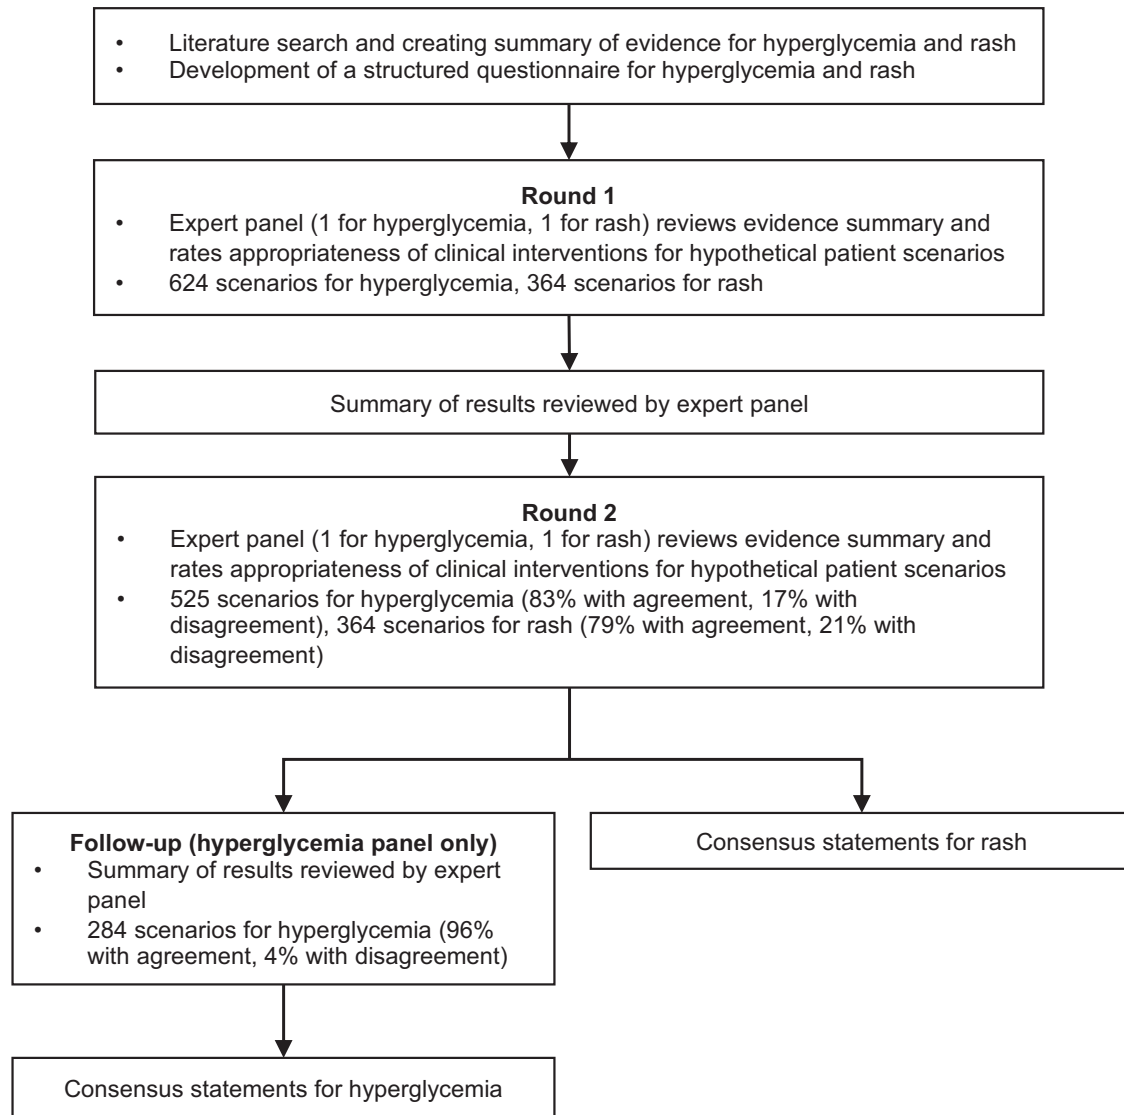 • Literature search and creating summary of evidence for hyperglycemia and rash
• Development of a structured questionnaire for hyperglycemia and rash
Round 1
• Expert panel (1 for hyperglycemia, 1 for rash) reviews evidence summary and
rates appropriateness of clinical interventions for hypothetical patient scenarios
• 624 scenarios for hyperglycemia, 364 scenarios for rash
Summary of results reviewed by expert panel
Round 2
• Expert panel (1 for hyperglycemia, 1 for rash) reviews evidence summary and
rates appropriateness of clinical interventions for hypothetical patient scenarios
• 525 scenarios for hyperglycemia (83% with agreement, 17% with
disagreement), 364 scenarios for rash (79% with agreement, 21% with
disagreement)
Follow-up (hyperglycemia panel only)
• Summary of results reviewed by expert
panel
• 284 scenarios for hyperglycemia (96%
with agreement, 4% with disagreement)
Consensus statements for rash
Consensus statements for hyperglycemia